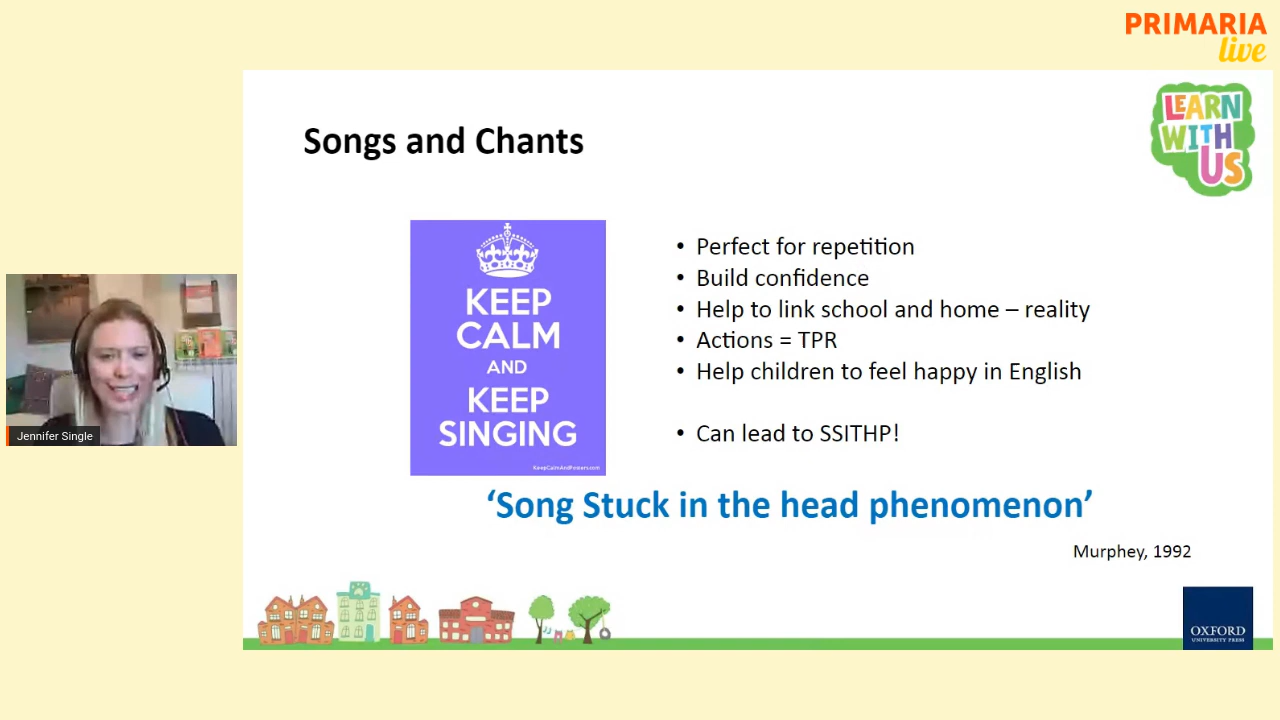 PRIMARIA
live
LEARN
WITH
US
Songs and Chants
KEEP
CALM
AND
KEEP
SINGING
KeepCalmAndPosters.com
• Perfect for repetition
• Build confidence
• Help to link school and home – reality
• Actions = TPR
• Help children to feel happy in English
• Can lead to SSITHP!
‘Song Stuck in the head phenomenon’
Murphey, 1992
Jennifer Single
OXFORD
UNIVERSITY PRESS